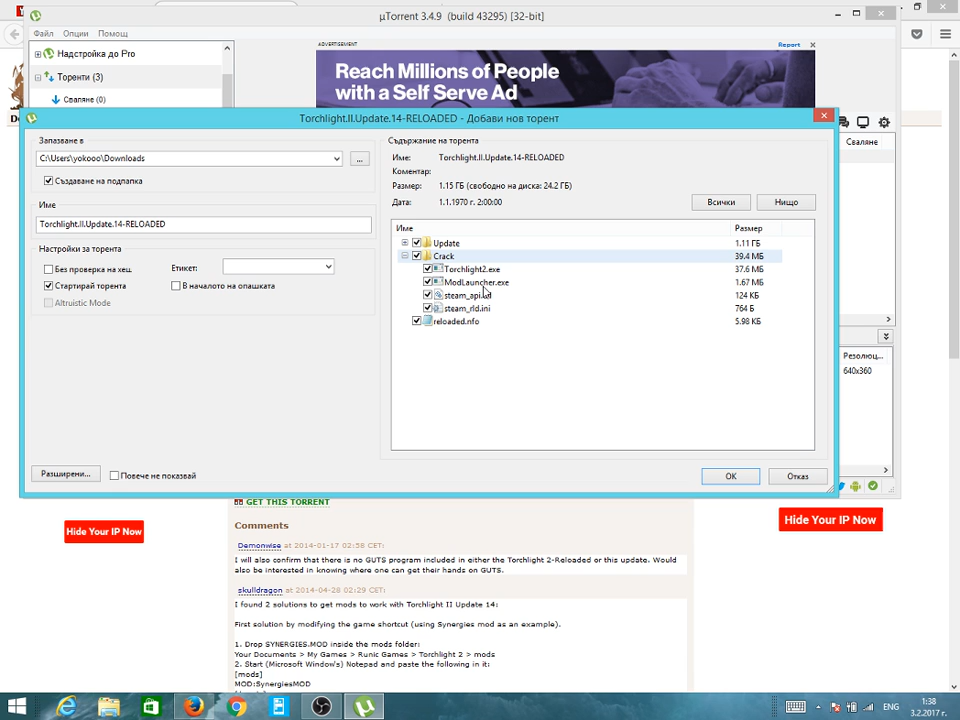 µTorrent 3.4.9 (build 43295) [32-bit]
Файл Опции Помощ
Надстройка до Pro
Торенти (3)
Сваляне (0)
ADVERTISEMENT
Report
Reach Millions of People
with a Self Serve Ad
Torchlight.II.Update.14-RELOADED - Добави нов торент
Запазване в
C:\Users\yokooo\Downloads
...
Създаване на подпапка
Име
Torchlight.II.Update.14-RELOADED
Настройки за торента
Без проверка на хеш.
Етикет:
Стартирай торента
В началото на опашката
Altruistic Mode
Разширени...
Повече не показвай
Съдържание на торента
Име: Torchlight.II.Update.14-RELOADED
Коментар:
Размер: 1.15 ГБ (свободно на диска: 24.2 ГБ)
Дата: 1.1.1970 г. 2:00:00
Всички
Нищо
Име Размер
Update 1.11 ГБ
Crack 39.4 МБ
Torchlight2.exe 37.6 МБ
ModLauncher.exe 1.67 МБ
124 КБ
steam_rld.ini 764 Б
reloaded.nfo 5.98 КБ
OK
Отказ
Сваляне
Резолюц...
640x360
GET THIS TORRENT
Hide Your IP Now
Hide Your IP Now
Comments
Demonwise at 2014-01-17 02:58 CET:
I will also confirm that there is no GUTS program included in either the Torchlight 2-Reloaded or this update. Would
also be interested in knowing where one can get their hands on GUTS.
skulldragon at 2014-04-28 02:29 CET:
I found 2 solutions to get mods to work with Torchlight II Update 14:
First solution by modifying the game shortcut (using Synergies mod as an example).
1. Drop SYNERGIES.MOD inside the mods folder:
Your Documents > My Games > Runic Games > Torchlight 2 > mods
2. Start (Microsoft Window's) Notepad and paste the following in it:
[mods]
MOD:SynergiesMOD
ENG
1:38
3.2.2017 г.